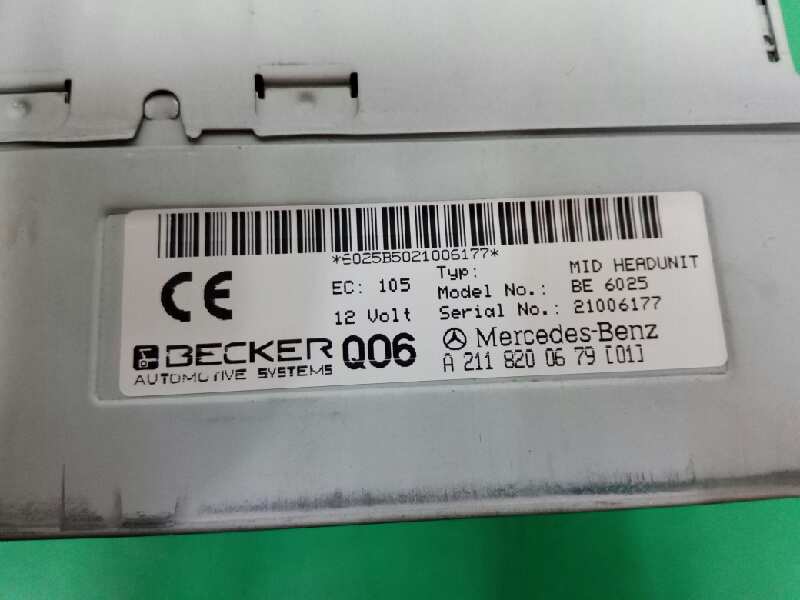 *6025B5021006177*
CE
EC: 105
12 Volt
Typ: MID HEADUNIT
Model No.: BE 6025
Serial No.: 21006177
BECKER
AUTOMOTIVE SYSTEMS
Q06
Mercedes-Benz
A 211 820 06 79 [01]